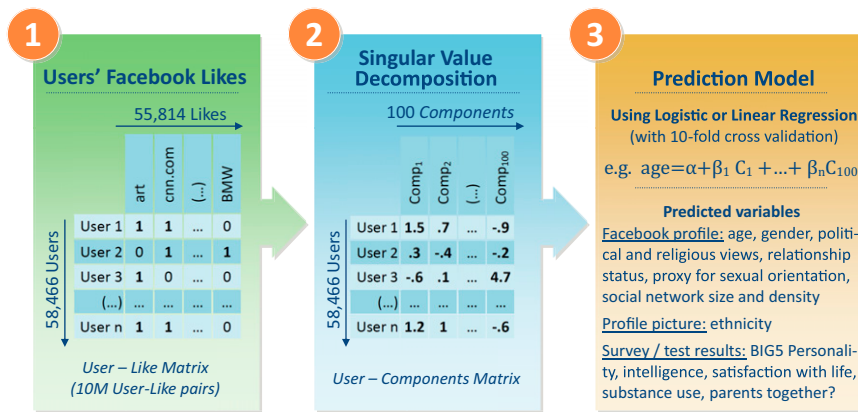 1
Users' Facebook Likes
55,814 Likes
art
cnn.com
(...)
BMW
58,466 Users
User 1 1 1 ... 0
User 2 0 1 ... 1
User 3 1 0 ... 0
(...) ... ... ... ...
User n 1 1 ... 0
User – Like Matrix
(10M User-Like pairs)
2
Singular Value
Decomposition
100 Components
Comp1
Comp2
(...)
Comp100
58,466 Users
User 1 1.5 .7 ... -.9
User 2 .3 -.4 ... -.2
User 3 -.6 .1 ... 4.7
(...) ... ... ... ...
User n 1.2 1 ... -.6
User – Components Matrix
3
Prediction Model
Using Logistic or Linear Regression
(with 10-fold cross validation)
e.g. age=α+β1 C1 +...+ βnC100
Predicted variables
Facebook profile: age, gender, politi-
cal and religious views, relationship
status, proxy for sexual orientation,
social network size and density
Profile picture: ethnicity
Survey / test results: BIG5 Personali-
ty, intelligence, satisfaction with life,
substance use, parents together?